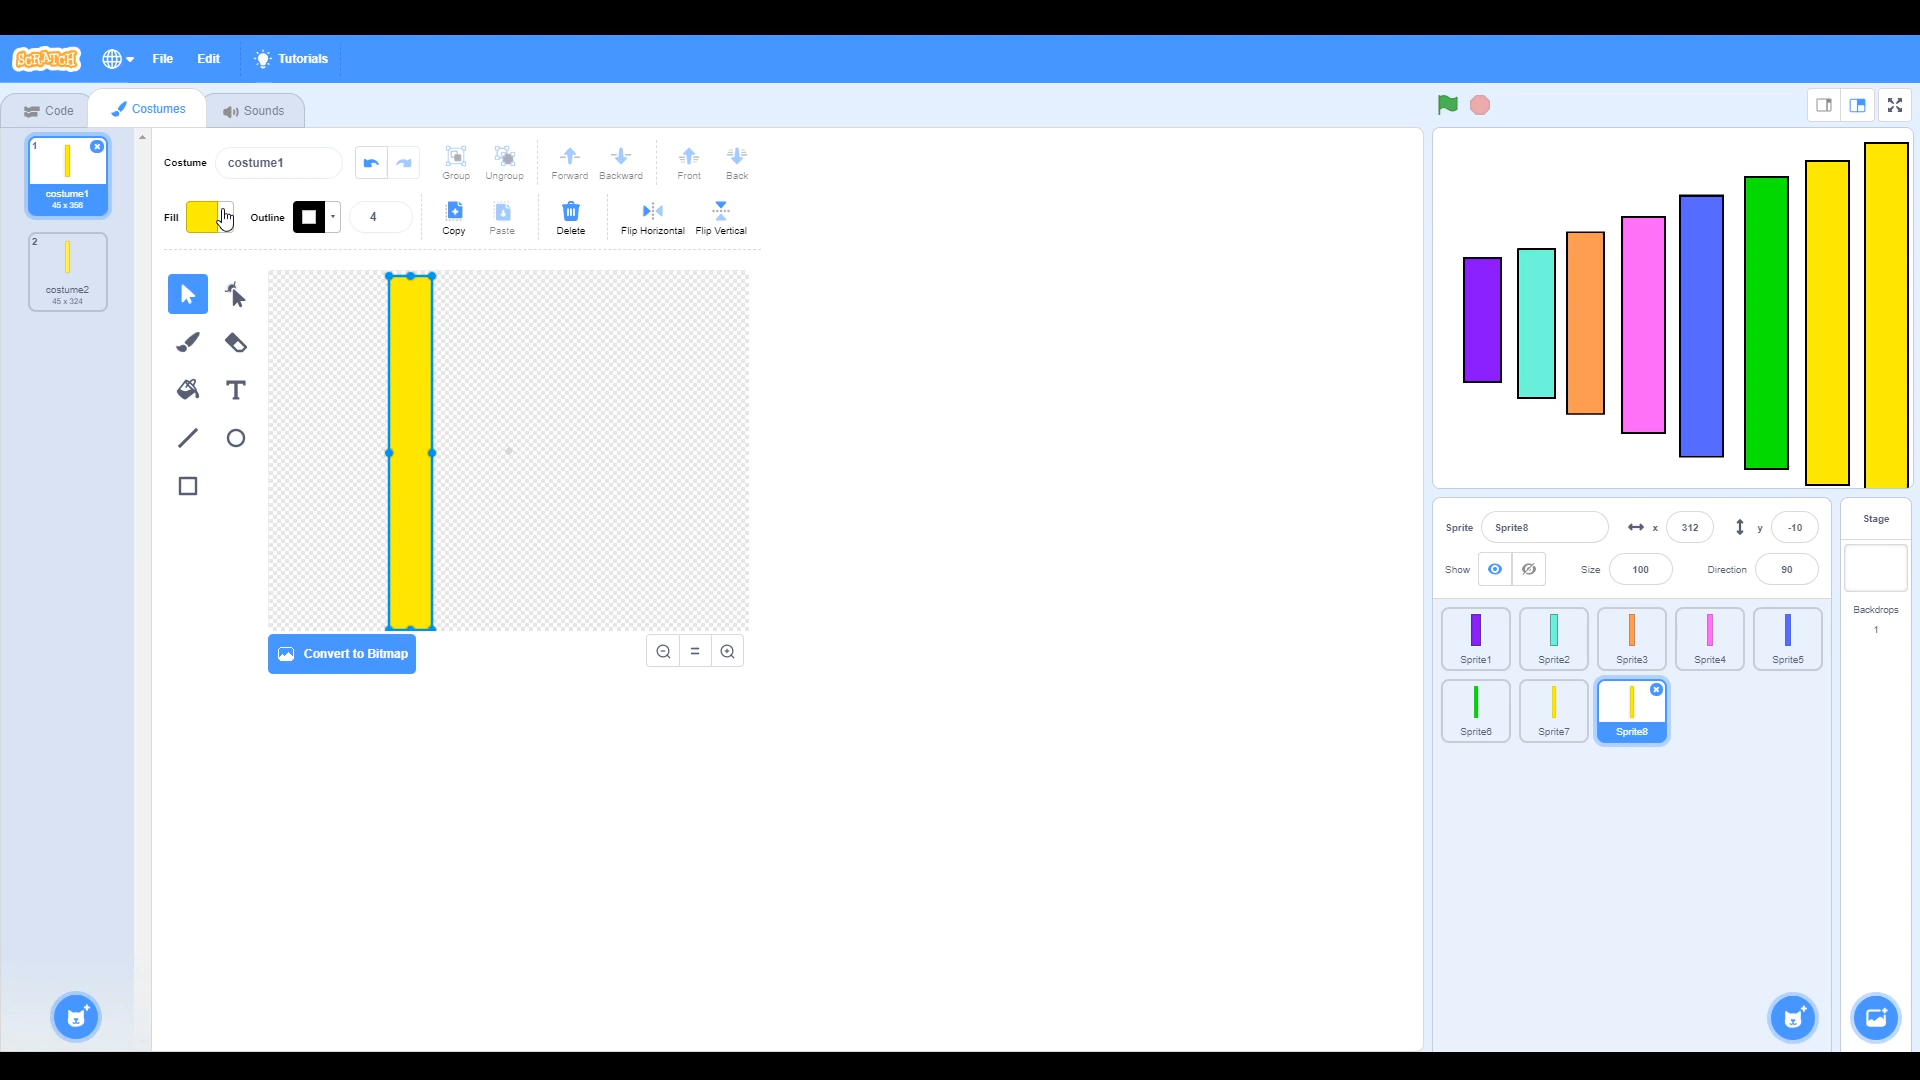 SCRATCH File Edit Tutorials
Code Costumes Sounds
1
costume1
45 x 356
2
costume2
45 x 324
Costume costume1
Group Ungroup Forward Backward Front Back
Fill Outline 4
Copy Paste Delete Flip Horizontal Flip Vertical
T
Convert to Bitmap
=
Sprite Sprite8 x 312 y -10
Show Size 100 Direction 90
Sprite1 Sprite2 Sprite3 Sprite4 Sprite5
Sprite6 Sprite7 Sprite8
Stage
Backdrops
1